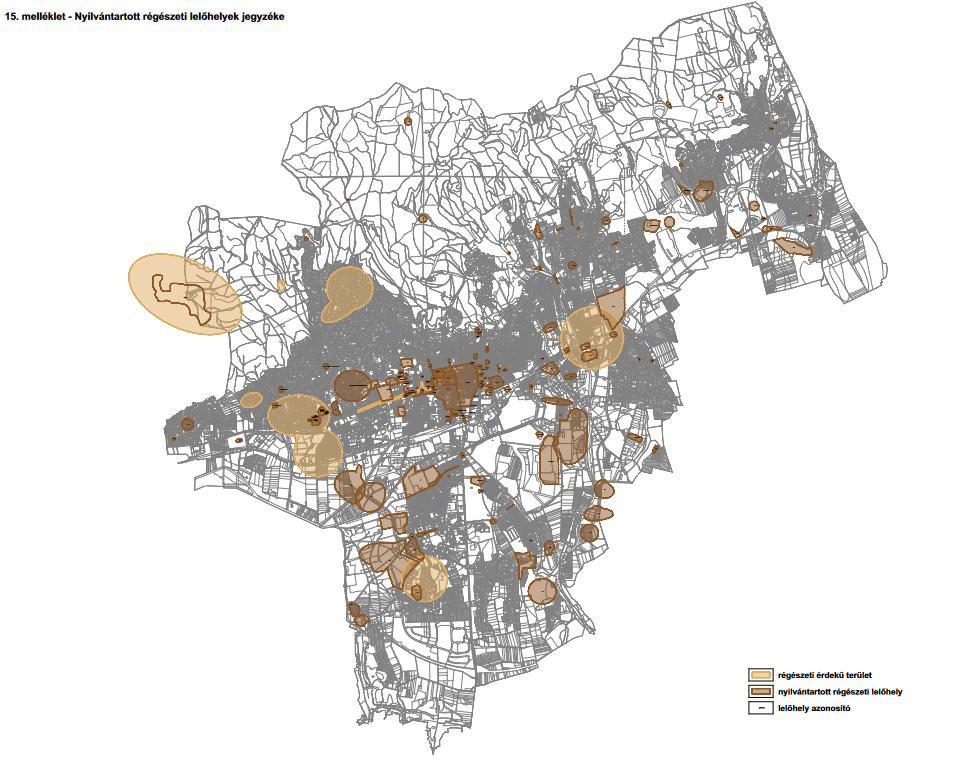 15. melléklet - Nyilvántartott régészeti lelőhelyek jegyzéke
régészeti érdekű terület
nyilvántartott régészeti lelőhely
lelőhely azonosító